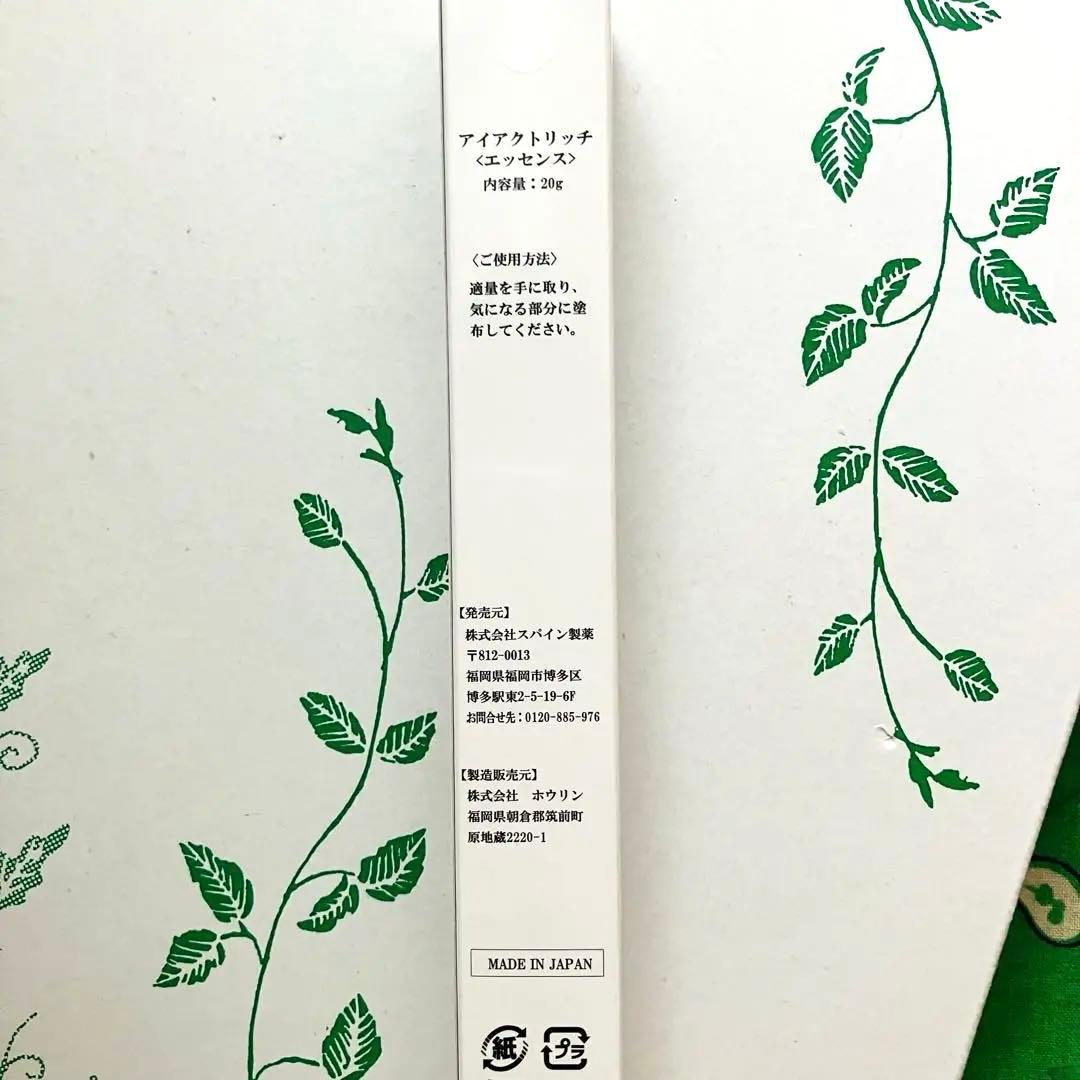 アイアクトリッチ
<エッセンス>
内容量：20g
〈ご使用方法〉
適量を手に取り、
気になる部分に塗
布してください。
【発売元】
株式会社スパイン製薬
〒812-0013
福岡県福岡市博多区
博多駅東2-5-19-6F
お問合せ先：0120-885-976
【製造販売元】
株式会社　ホウリン
福岡県朝倉郡筑前町
原地蔵2220-1
MADE IN JAPAN
紙 プラ